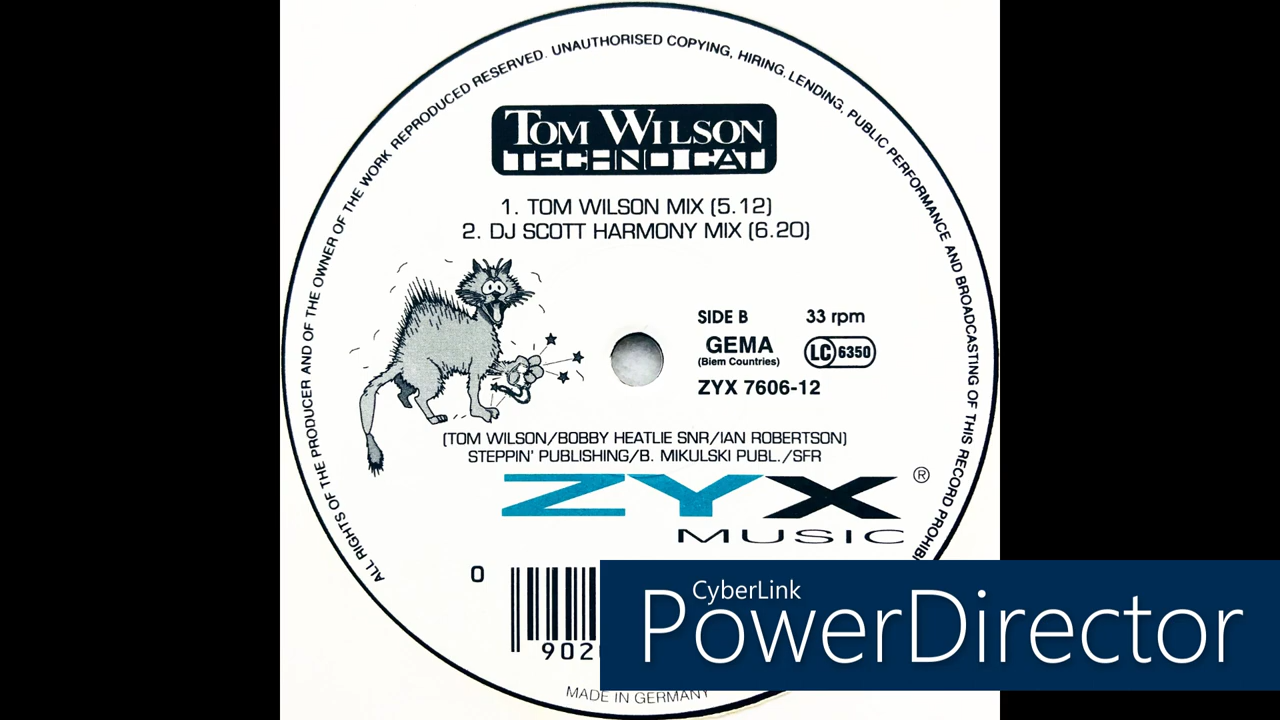 ALL RIGHTS OF THE PRODUCER AND OF THE OWNER OF THE WORK REPRODUCED RESERVED. UNAUTHORISED COPYING, HIRING, LENDING, PUBLIC PERFORMANCE AND BROADCASTING OF THIS RECORD
TOM WILSON
TECHNO CAT
1. TOM WILSON MIX (5.12)
2. DJ SCOTT HARMONY MIX (6.20)
SIDE B 33 rpm
GEMA
(Biem Countries)
LC 6350
ZYX 7606-12
(TOM WILSON/BOBBY HEATLIE SNR/IAN ROBERTSON)
STEPPIN' PUBLISHING/B. MIKULSKI PUBL./SFR
ZYX ®
MUSIC
0
902
CyberLink
PowerDirector
MADE IN GERMANY